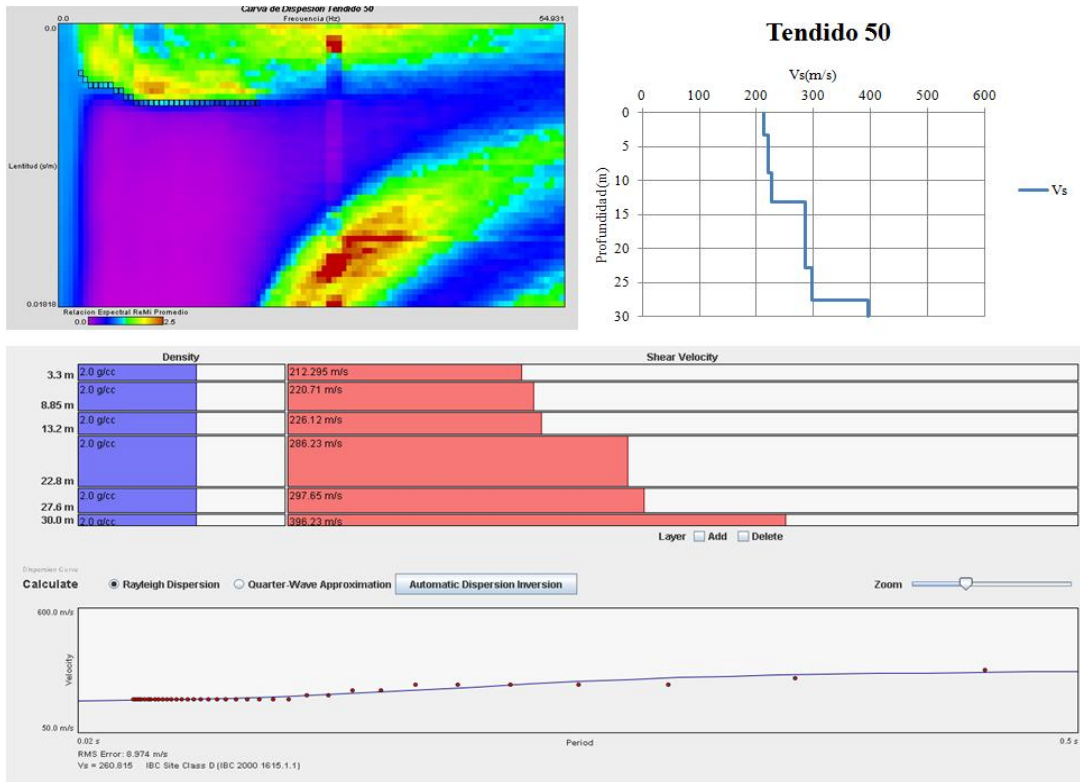 Curva de Dispesión Tendido 50
0.0 Frecuencia (Hz) 54.931
0.0
Lentitud (s/m)
0.01818
Relacion Espectral ReMi Promedio
0.0 2.5
Tendido 50
Vs(m/s)
0 100 200 300 400 500 600
0
5
10
15
20
25
30
Profundidad(m)
Vs
Density Shear Velocity
3.3 m 2.0 g/cc 212.295 m/s
8.85 m 2.0 g/cc 220.71 m/s
13.2 m 2.0 g/cc 226.12 m/s
22.8 m 2.0 g/cc 286.23 m/s
27.6 m 2.0 g/cc 297.65 m/s
30.0 m 2.0 g/cc 396.23 m/s
Layer Add Delete
Dispersion Curve
Calculate Rayleigh Dispersion Quarter-Wave Approximation Automatic Dispersion Inversion Zoom
600.0 m/s
Velocity
50.0 m/s
0.02 s Period 0.5 s
RMS Error: 8.974 m/s
Vs = 260.815 IBC Site Class D (IBC 2000 1615.1.1)